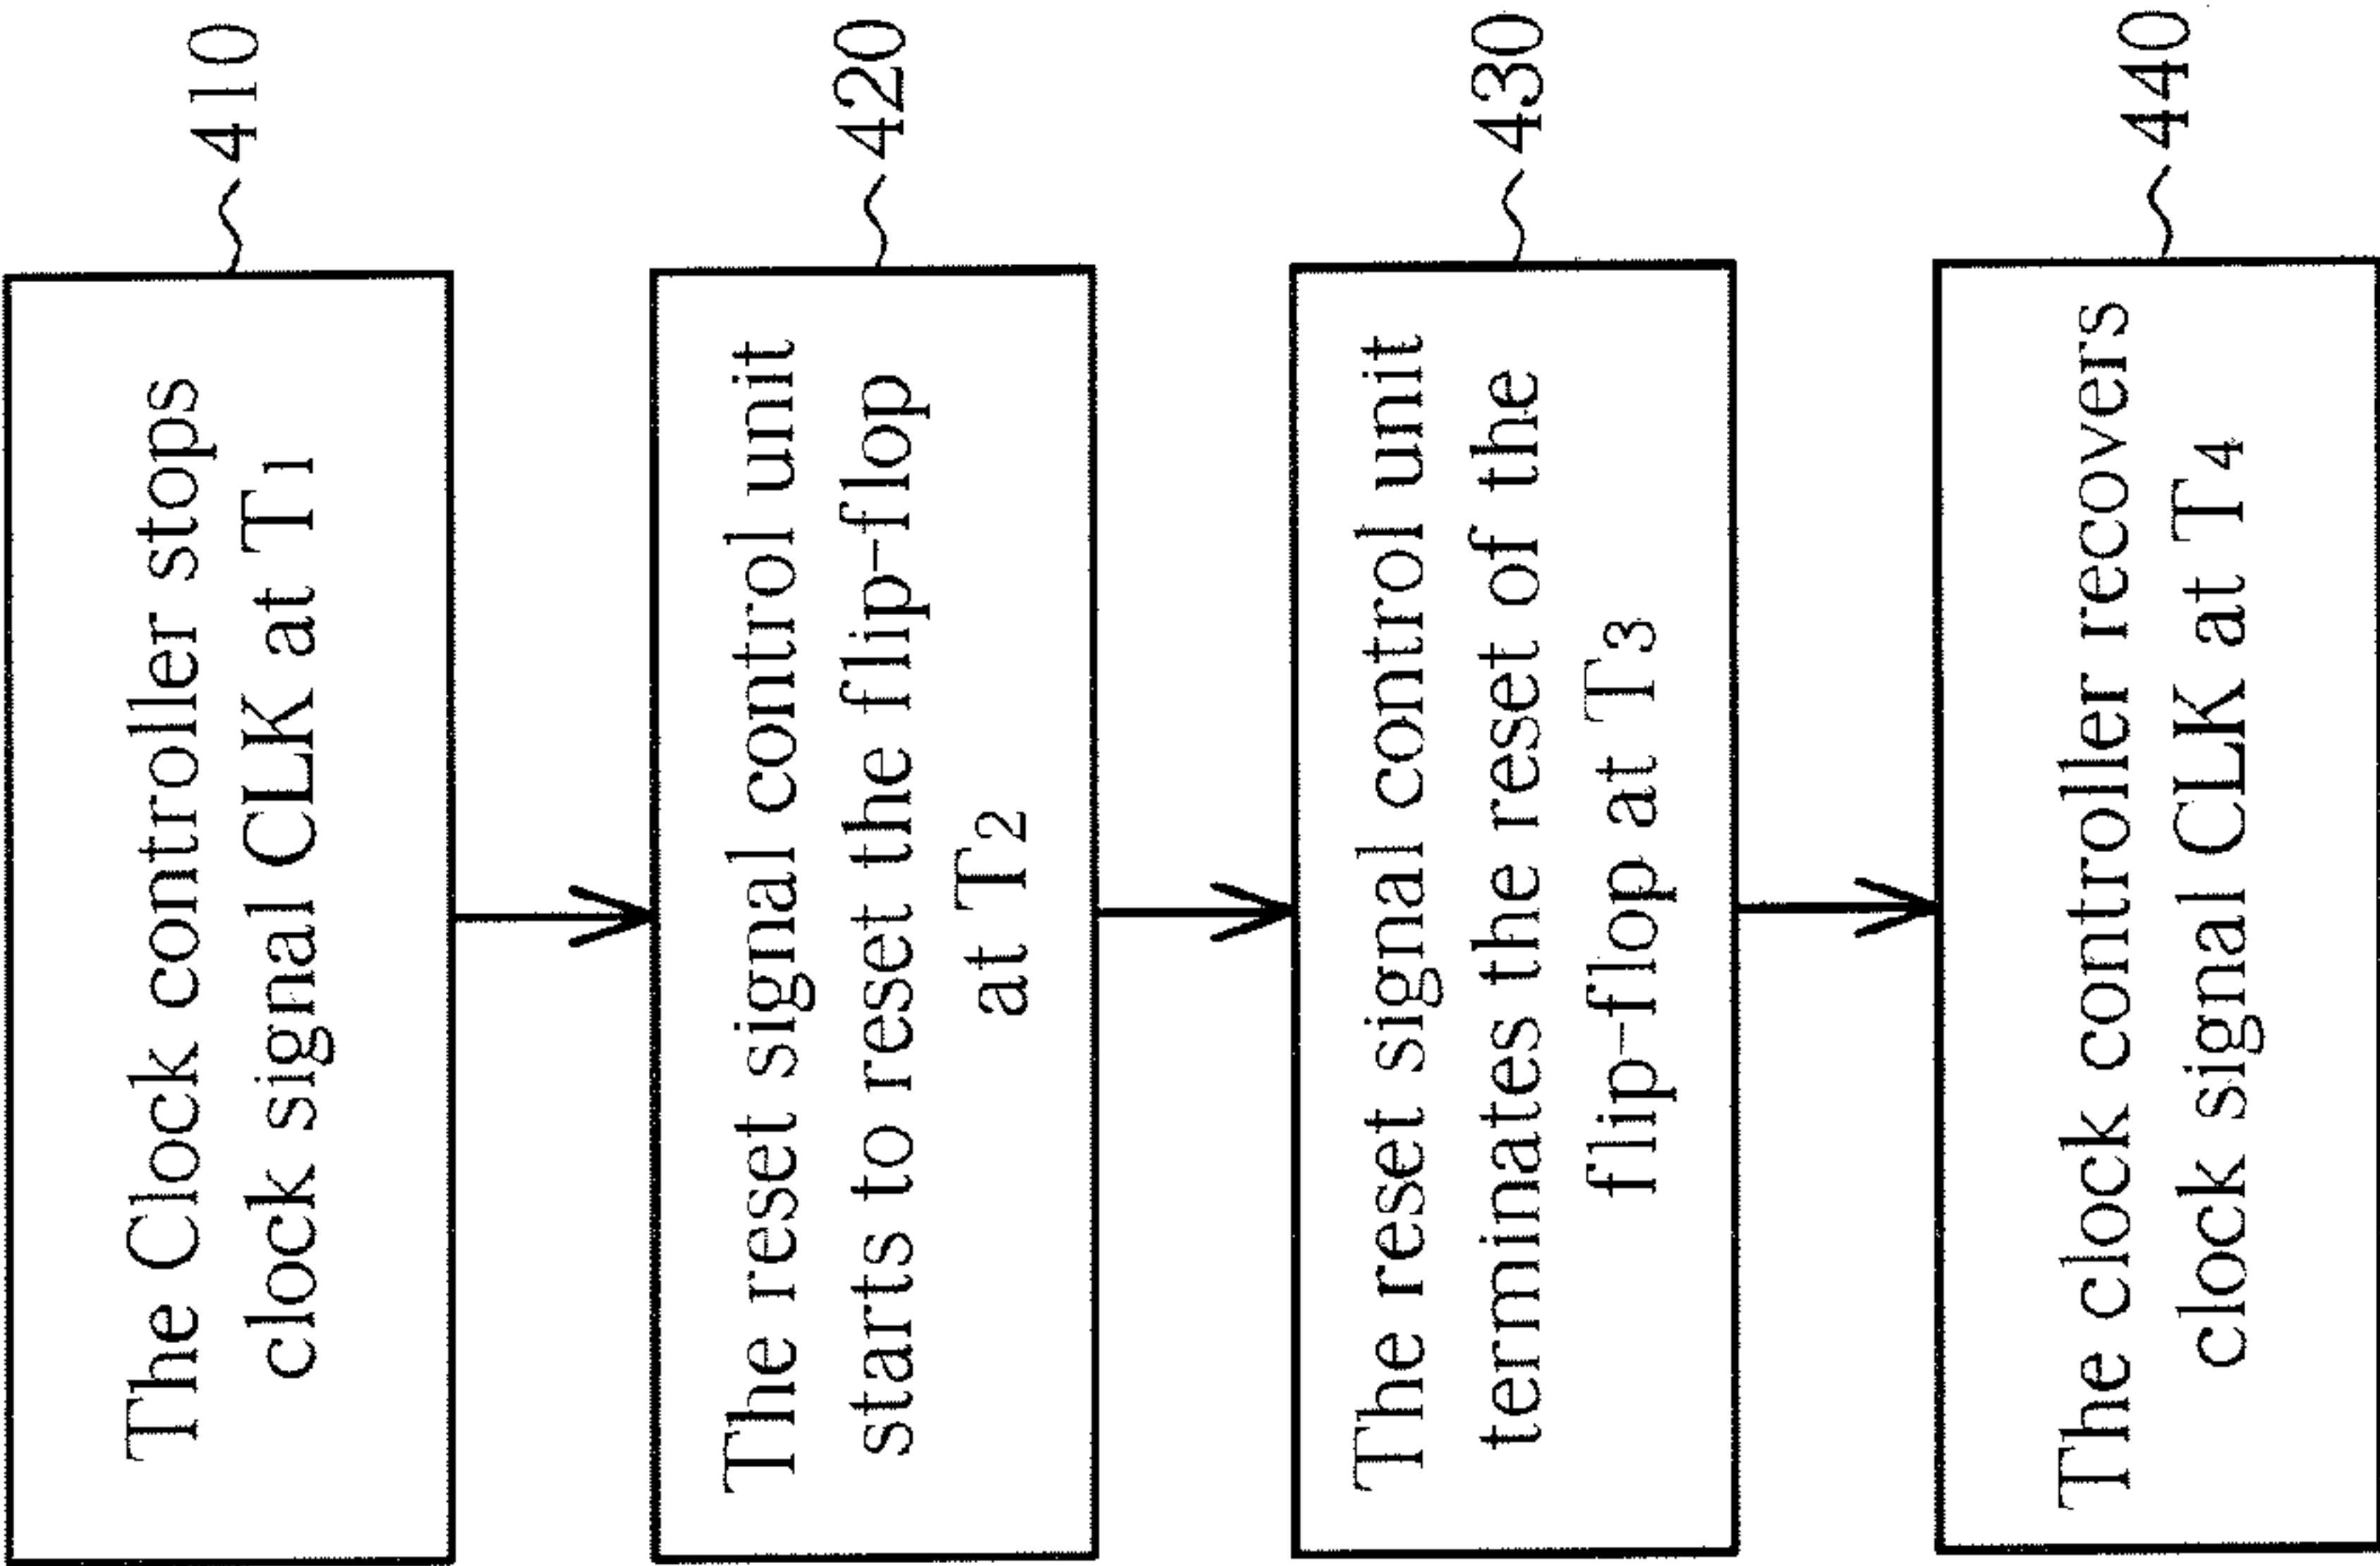 The Clock controller stops
clock signal CLK at T1
410
The reset signal control unit
starts to reset the flip-flop
at T2
420
The reset signal control unit
terminates the reset of the
flip-flop at T3
430
The clock controller recovers
clock signal CLK at T4
440